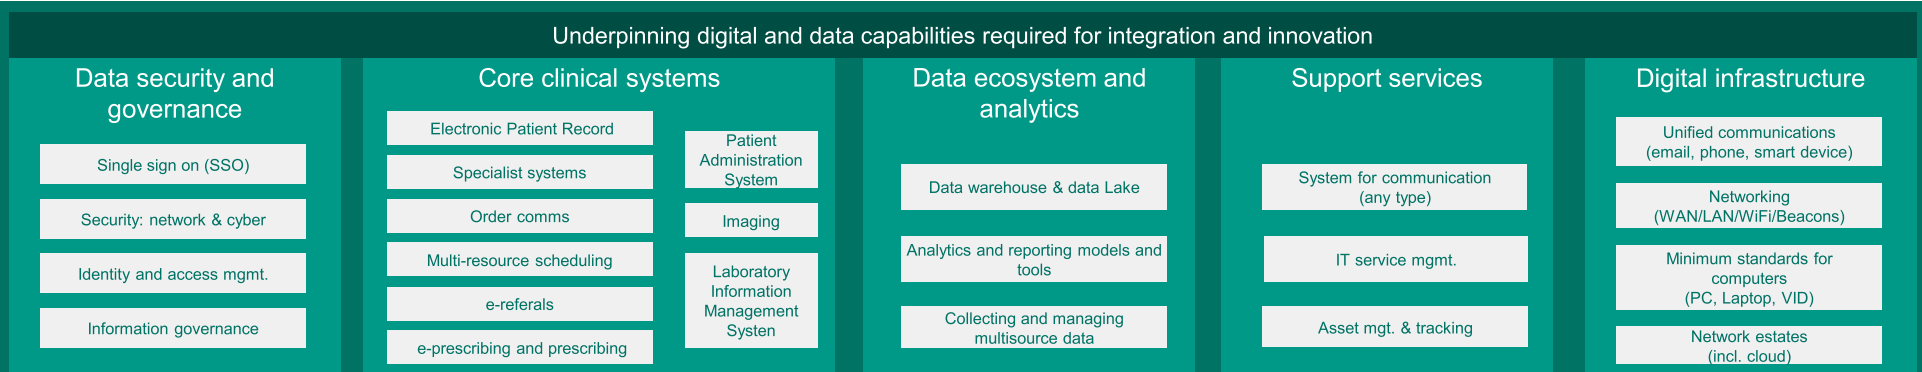 Underpinning digital and data capabilities required for integration and innovation
Data security and
governance
Single sign on (SSO)
Security: network & cyber
Identity and access mgmt.
Information governance
Core clinical systems
Electronic Patient Record
Specialist systems
Order comms
Multi-resource scheduling
e-referrals
e-prescribing and prescribing
Patient
Administration
System
Imaging
Laboratory
Information
Management
Systen
Data ecosystem and
analytics
Data warehouse & data Lake
Analytics and reporting models and
tools
Collecting and managing
multisource data
Support services
System for communication
(any type)
IT service mgmt.
Asset mgt. & tracking
Digital infrastructure
Unified communications
(email, phone, smart device)
Networking
(WAN/LAN/WiFi/Beacons)
Minimum standards for
computers
(PC, Laptop, VID)
Network estates
(incl. cloud)